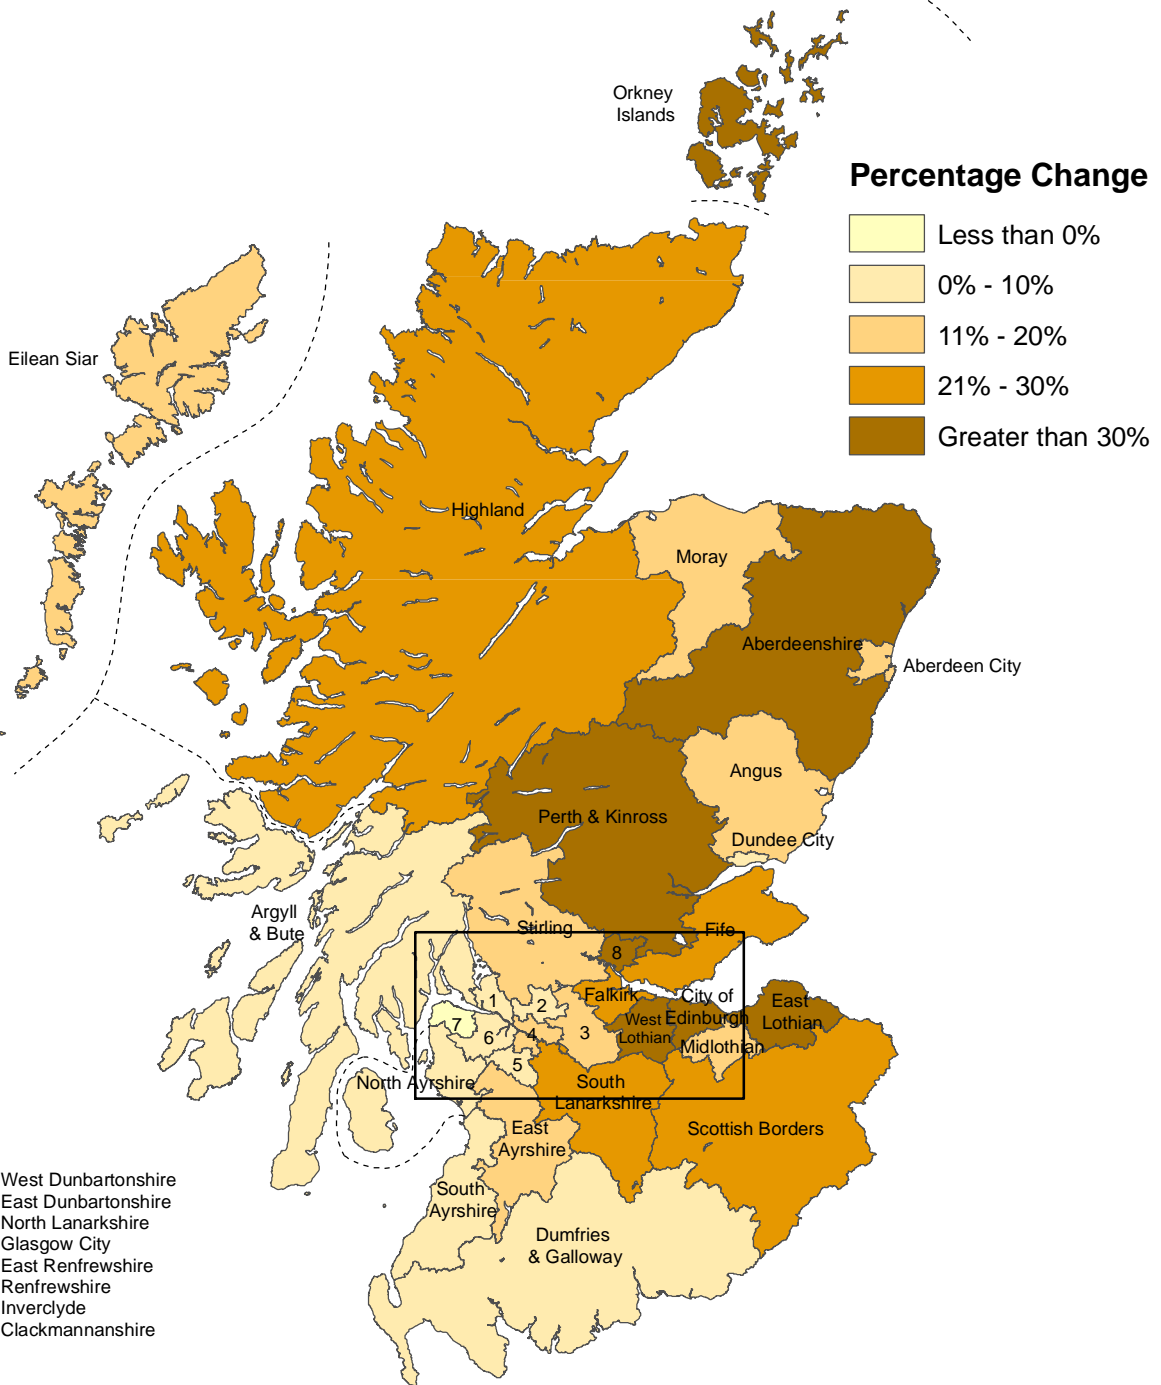 Orkney
Islands
Percentage Change
Less than 0%
0% - 10%
11% - 20%
21% - 30%
Greater than 30%
Eilean Siar
Highland
Moray
Aberdeenshire
Aberdeen City
Angus
Perth & Kinross
Dundee City
Argyll
& Bute
Stirling
Fife
8
1
2
Falkirk
City of
Edinburgh
East
Lothian
7
6
4
3
West
Lothian
Midlothian
5
North Ayrshire
South
Lanarkshire
East
Ayrshire
Scottish Borders
South
Ayrshire
Dumfries
& Galloway
West Dunbartonshire
East Dunbartonshire
North Lanarkshire
Glasgow City
East Renfrewshire
Renfrewshire
Inverclyde
Clackmannanshire